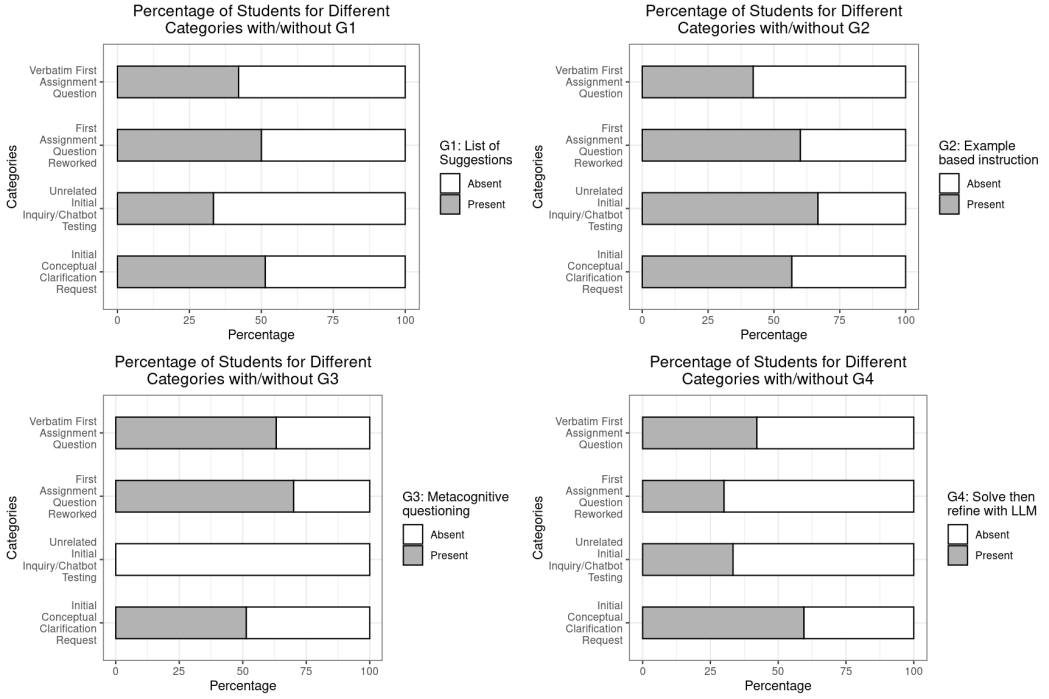 Percentage of Students for Different
Categories with/without G1
Categories
Verbatim First
Assignment
Question
First
Assignment
Question
Reworked
Unrelated
Initial
Inquiry/Chatbot
Testing
Initial
Conceptual
Clarification
Request
0
25
50
75
100
Percentage
G1: List of
Suggestions
Absent
Present
Percentage of Students for Different
Categories with/without G2
Categories
Verbatim First
Assignment
Question
First
Assignment
Question
Reworked
Unrelated
Initial
Inquiry/Chatbot
Testing
Initial
Conceptual
Clarification
Request
0
25
50
75
100
Percentage
G2: Example
based instruction
Absent
Present
Percentage of Students for Different
Categories with/without G3
Categories
Verbatim First
Assignment
Question
First
Assignment
Question
Reworked
Unrelated
Initial
Inquiry/Chatbot
Testing
Initial
Conceptual
Clarification
Request
0
25
50
75
100
Percentage
G3: Metacognitive
questioning
Absent
Present
Percentage of Students for Different
Categories with/without G4
Categories
Verbatim First
Assignment
Question
First
Assignment
Question
Reworked
Unrelated
Initial
Inquiry/Chatbot
Testing
Initial
Conceptual
Clarification
Request
0
25
50
75
100
Percentage
G4: Solve then
refine with LLM
Absent
Present